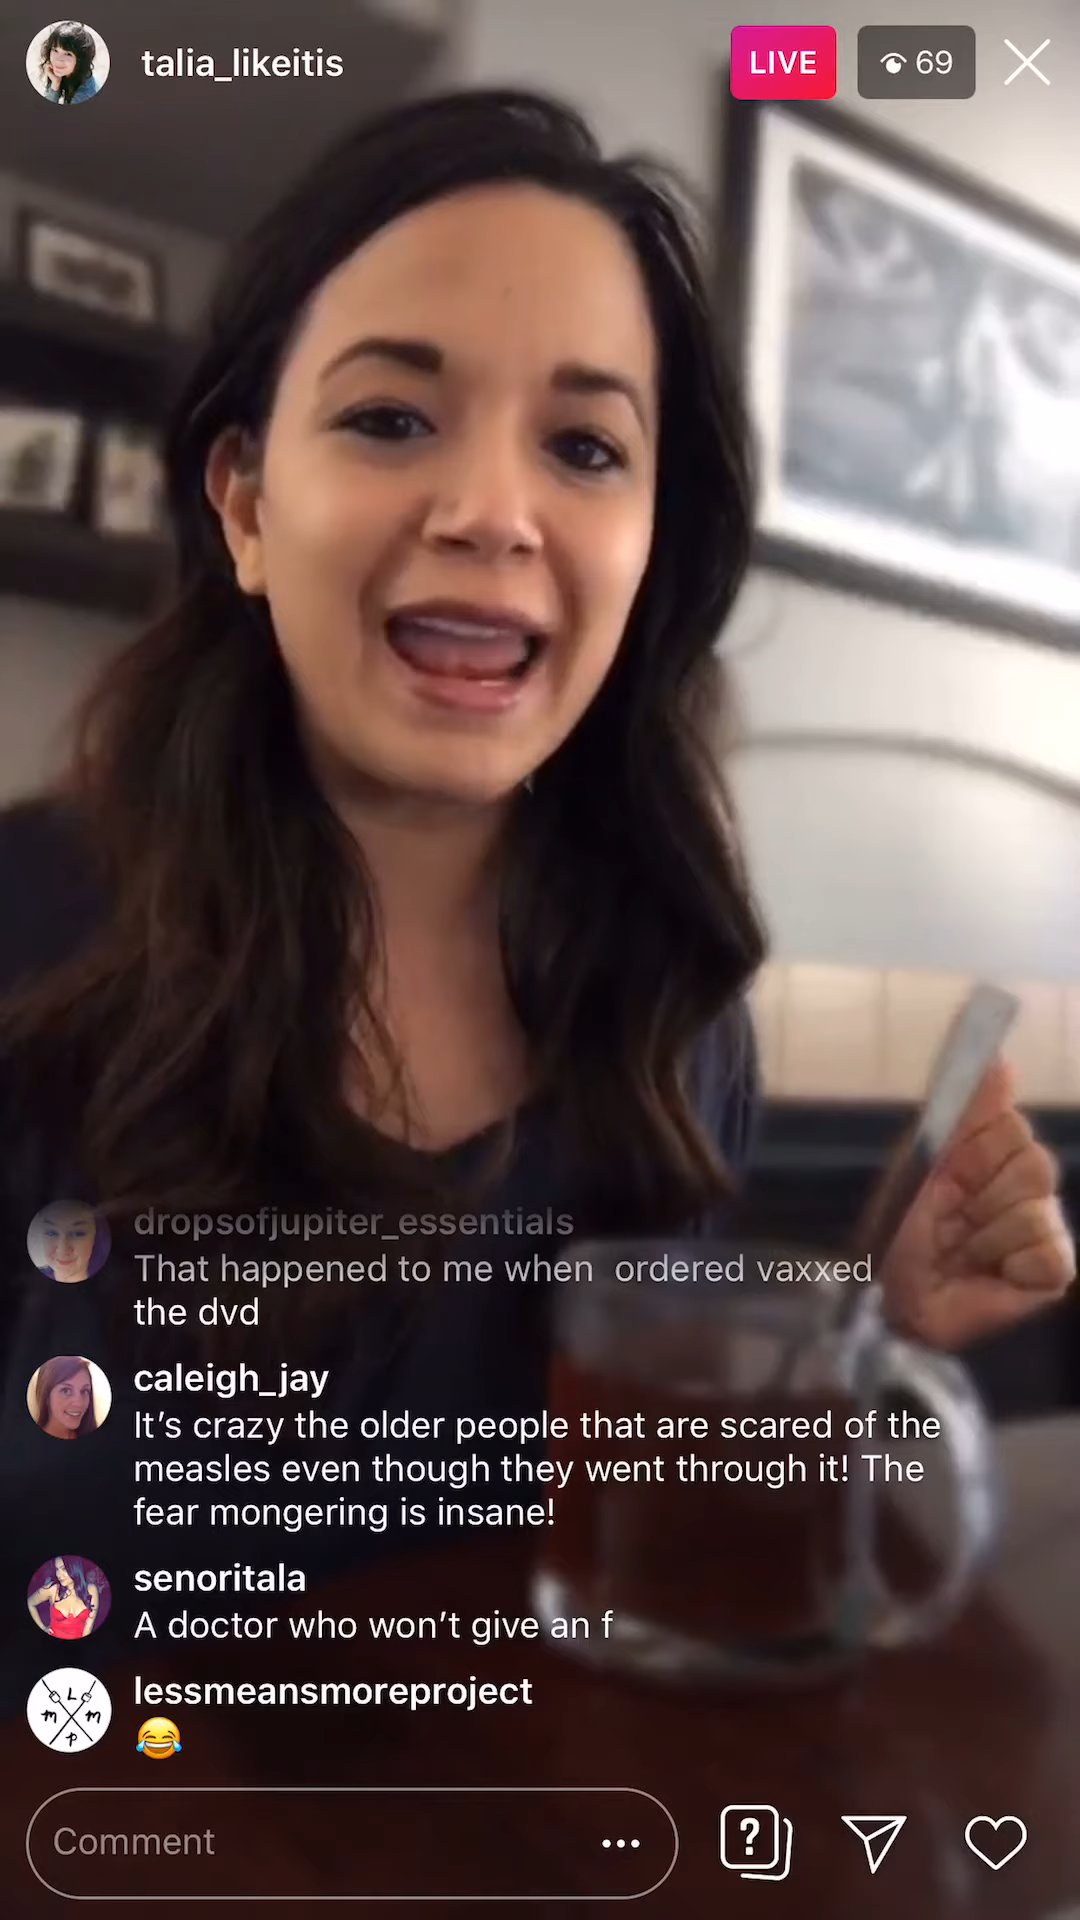 talia_likeitis
LIVE
69
dropsofjupiter_essentials
That happened to me when  ordered vaxxed
the dvd
caleigh_jay
It’s crazy the older people that are scared of the
measles even though they went through it! The
fear mongering is insane!
senoritala
A doctor who won’t give an f
L
m m
P
lessmeansmoreproject
😂
Comment
?